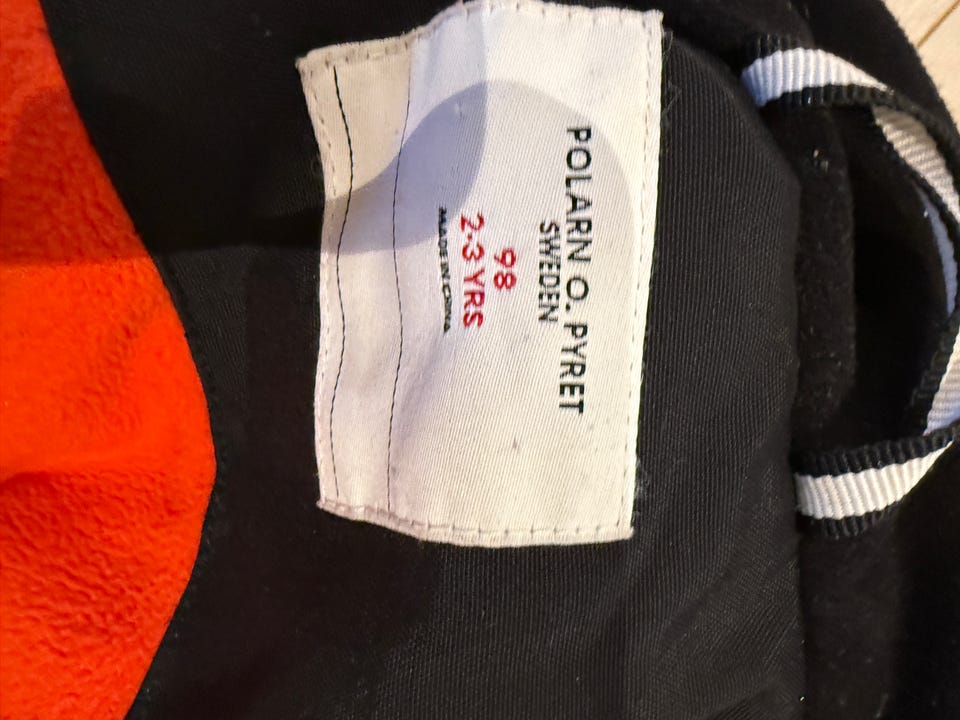 POLARN O. PYRET
SWEDEN
98
2-3 YRS
MADE IN CHINA